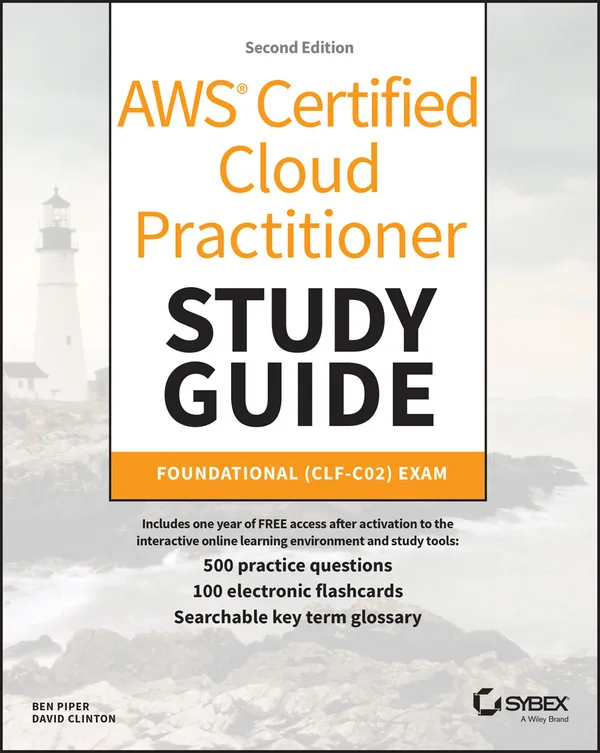 Second Edition
AWS® Certified
Cloud
Practitioner
STUDY
GUIDE
FOUNDATIONAL (CLF-C02) EXAM
Includes one year of FREE access after activation to the
interactive online learning environment and study tools:
500 practice questions
100 electronic flashcards
Searchable key term glossary
BEN PIPER
DAVID CLINTON
SYBEX®
A Wiley Brand